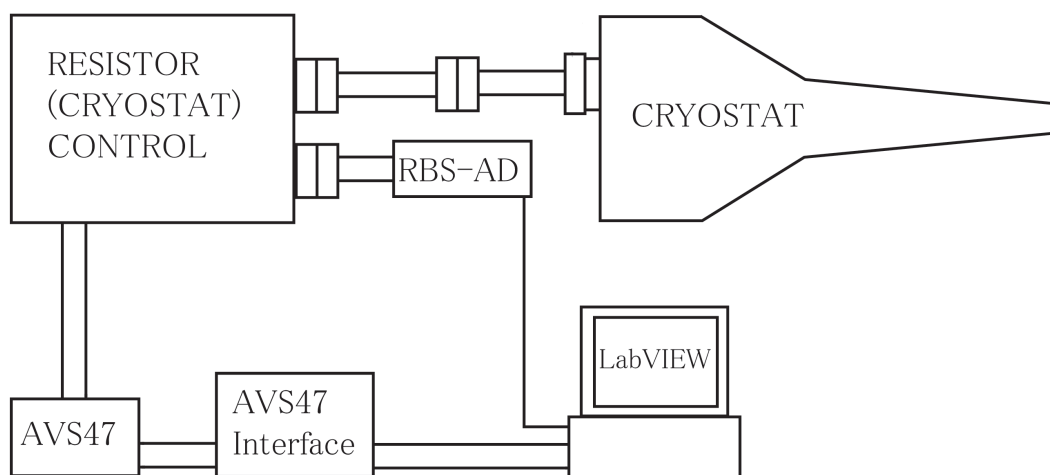 RESISTOR
(CRYOSTAT)
CONTROL
CRYOSTAT
RBS-AD
LabVIEW
AVS47
AVS47
Interface